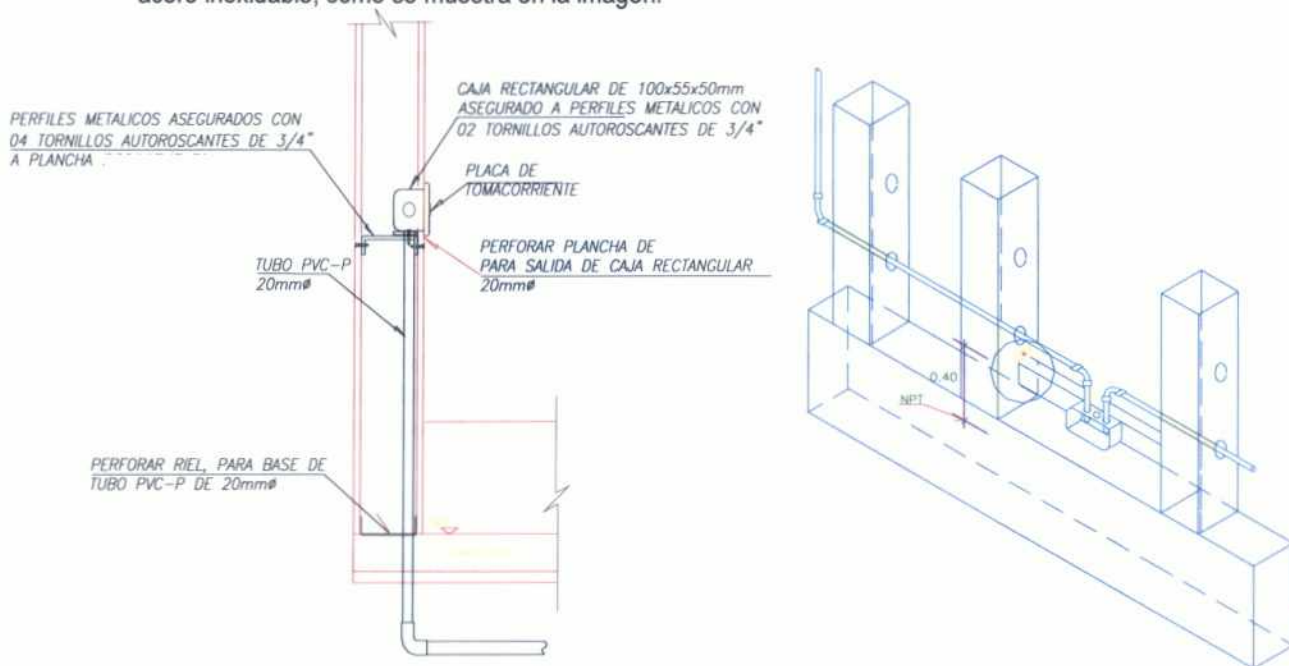 acero inoxidable, como se muestra en la imagen.
PERFILES METALICOS ASEGURADOS CON
04 TORNILLOS AUTOROSCANTES DE 3/4"
A PLANCHA
CAJA RECTANGULAR DE 100x55x50mm
ASEGURADO A PERFILES METALICOS CON
02 TORNILLOS AUTOROSCANTES DE 3/4"
PLACA DE
TOMACORRIENTE
PERFORAR PLANCHA DE
PARA SALIDA DE CAJA RECTANGULAR
20mmø
TUBO PVC-P
20mmø
PERFORAR RIEL, PARA BASE DE
TUBO PVC-P DE 20mmø
0.40
NPT